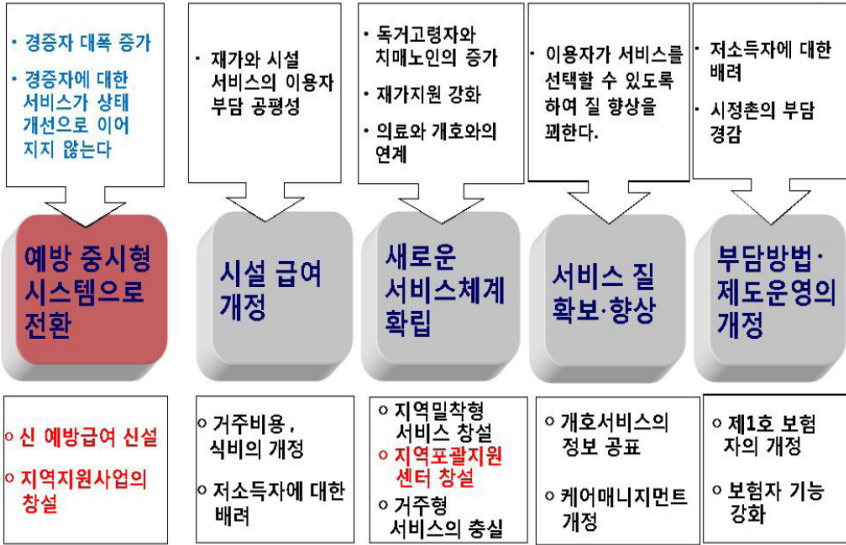 • 경증자 대폭 증가
• 경증자에 대한
서비스가 상태
개선으로 이어
지지 않는다
• 재가와 시설
서비스의 이용자
부담 공평성
• 독거고령자와
치매노인의 증가
• 재가지원 강화
• 의료와 개호와의
연계
• 이용자가 서비스를
선택할 수 있도록
하여 질 향상을
꾀한다.
• 저소득자에 대한
배려
• 시정촌의 부담
경감
예방 중시형
시스템으로
전환
시설 급여
개정
새로운
서비스체계
확립
서비스 질
확보·향상
부담방법·
제도운영의
개정
○ 신 예방급여 신설
○ 지역지원사업의
창설
○ 거주비용,
식비의 개정
○ 저소득자에 대한
배려
○ 지역밀착형
서비스 창설
○ 지역포괄지원
센터 창설
○ 거주형
서비스의 충실
○ 개호서비스의
정보 공표
○ 케어매니지먼트
개정
○ 제1호 보험
자의 개정
○ 보험자 기능
강화